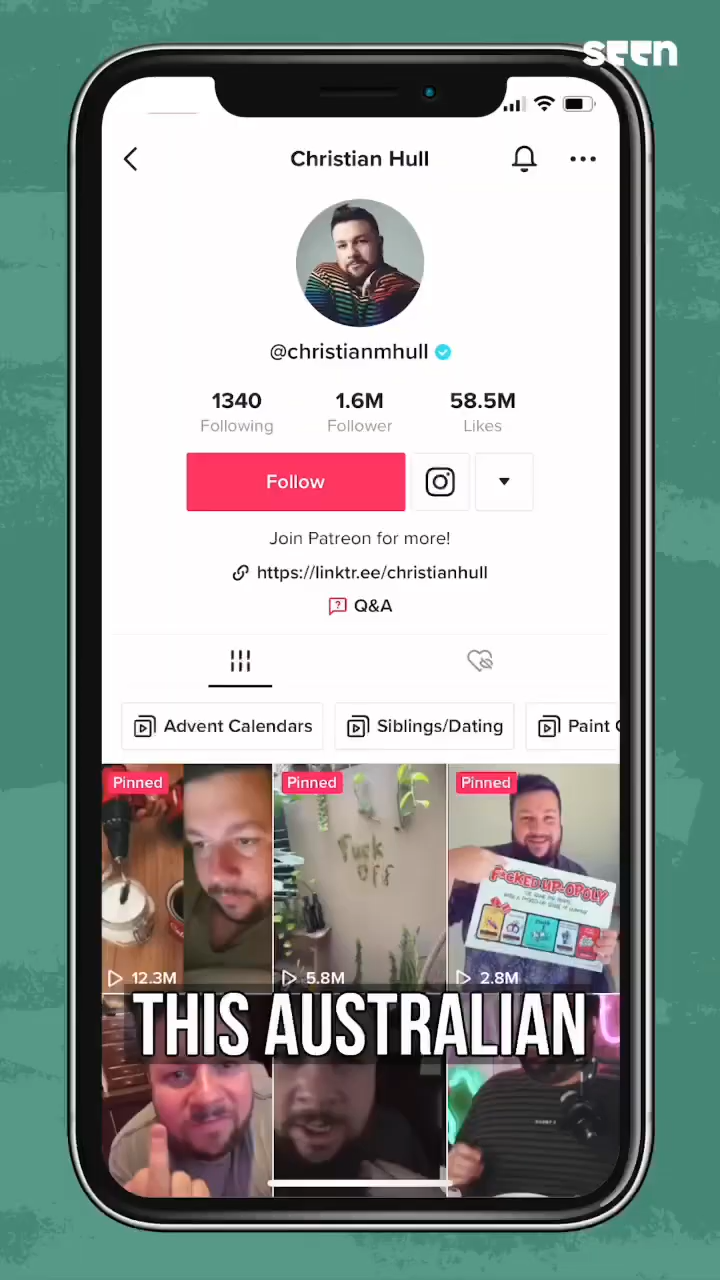 seen
Christian Hull
@christianmhull
1340
1.6M
58.5M
Following
Follower
Likes
Follow
Join Patreon for more!
https://linktr.ee/christianhull
Q&A
Advent Calendars
Siblings/Dating
Paint
Pinned
Pinned
Pinned
Fuck
off
F*CKED UP-OPOLY
12.3M
5.8M
2.8M
THIS AUSTRALIAN